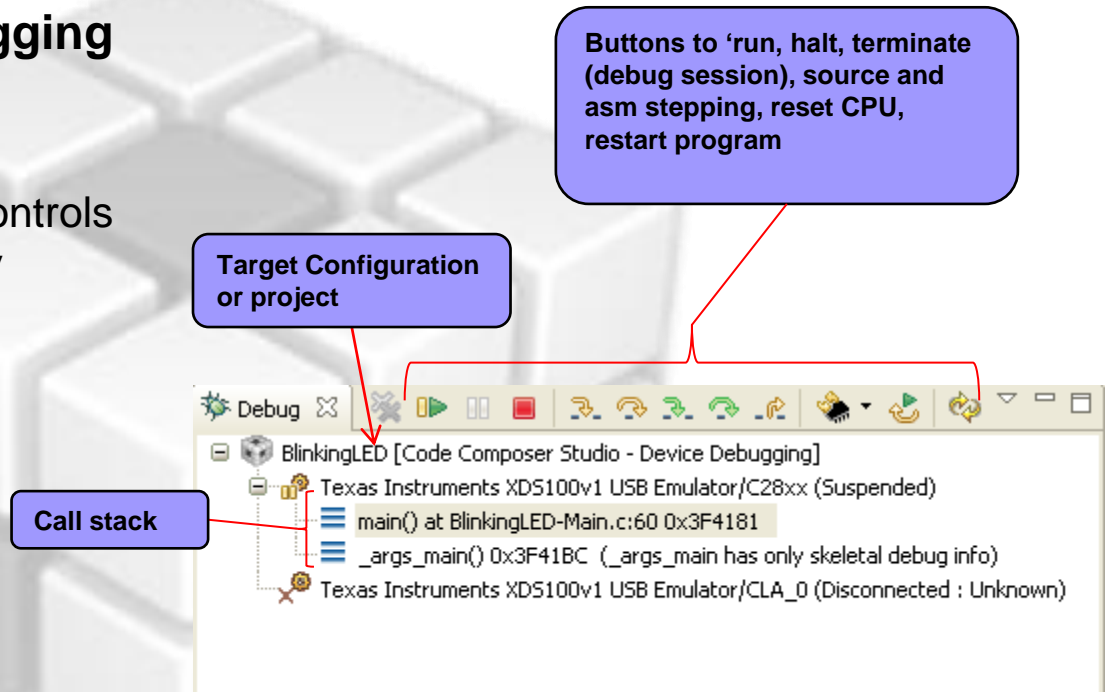 gging
Buttons to ‘run, halt, terminate
(debug session), source and
asm stepping, reset CPU,
restart program
ontrols
Target Configuration
or project
Debug
BlinkingLED [Code Composer Studio - Device Debugging]
Texas Instruments XDS100v1 USB Emulator/C28xx (Suspended)
Call stack
main() at BlinkingLED-Main.c:60 0x3F4181
_args_main() 0x3F41BC (_args_main has only skeletal debug info)
Texas Instruments XDS100v1 USB Emulator/CLA_0 (Disconnected : Unknown)